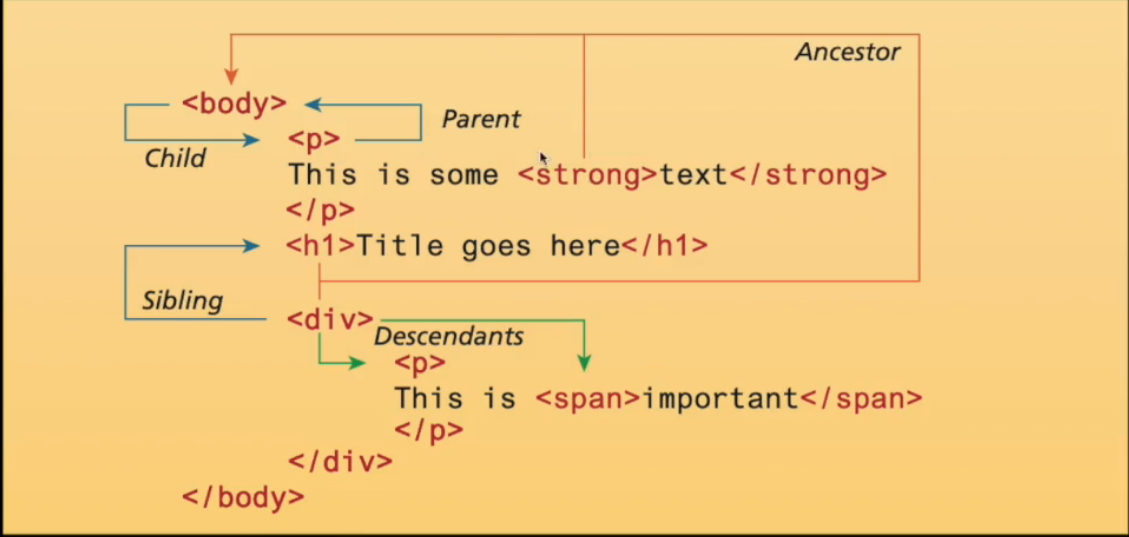 Ancestor
<body>
Parent
<p>
Child
This is some <strong>text</strong>
</p>
<h1>Title goes here</h1>
Sibling
<div>
Descendants
<p>
This is <span>important</span>
</p>
</div>
</body>